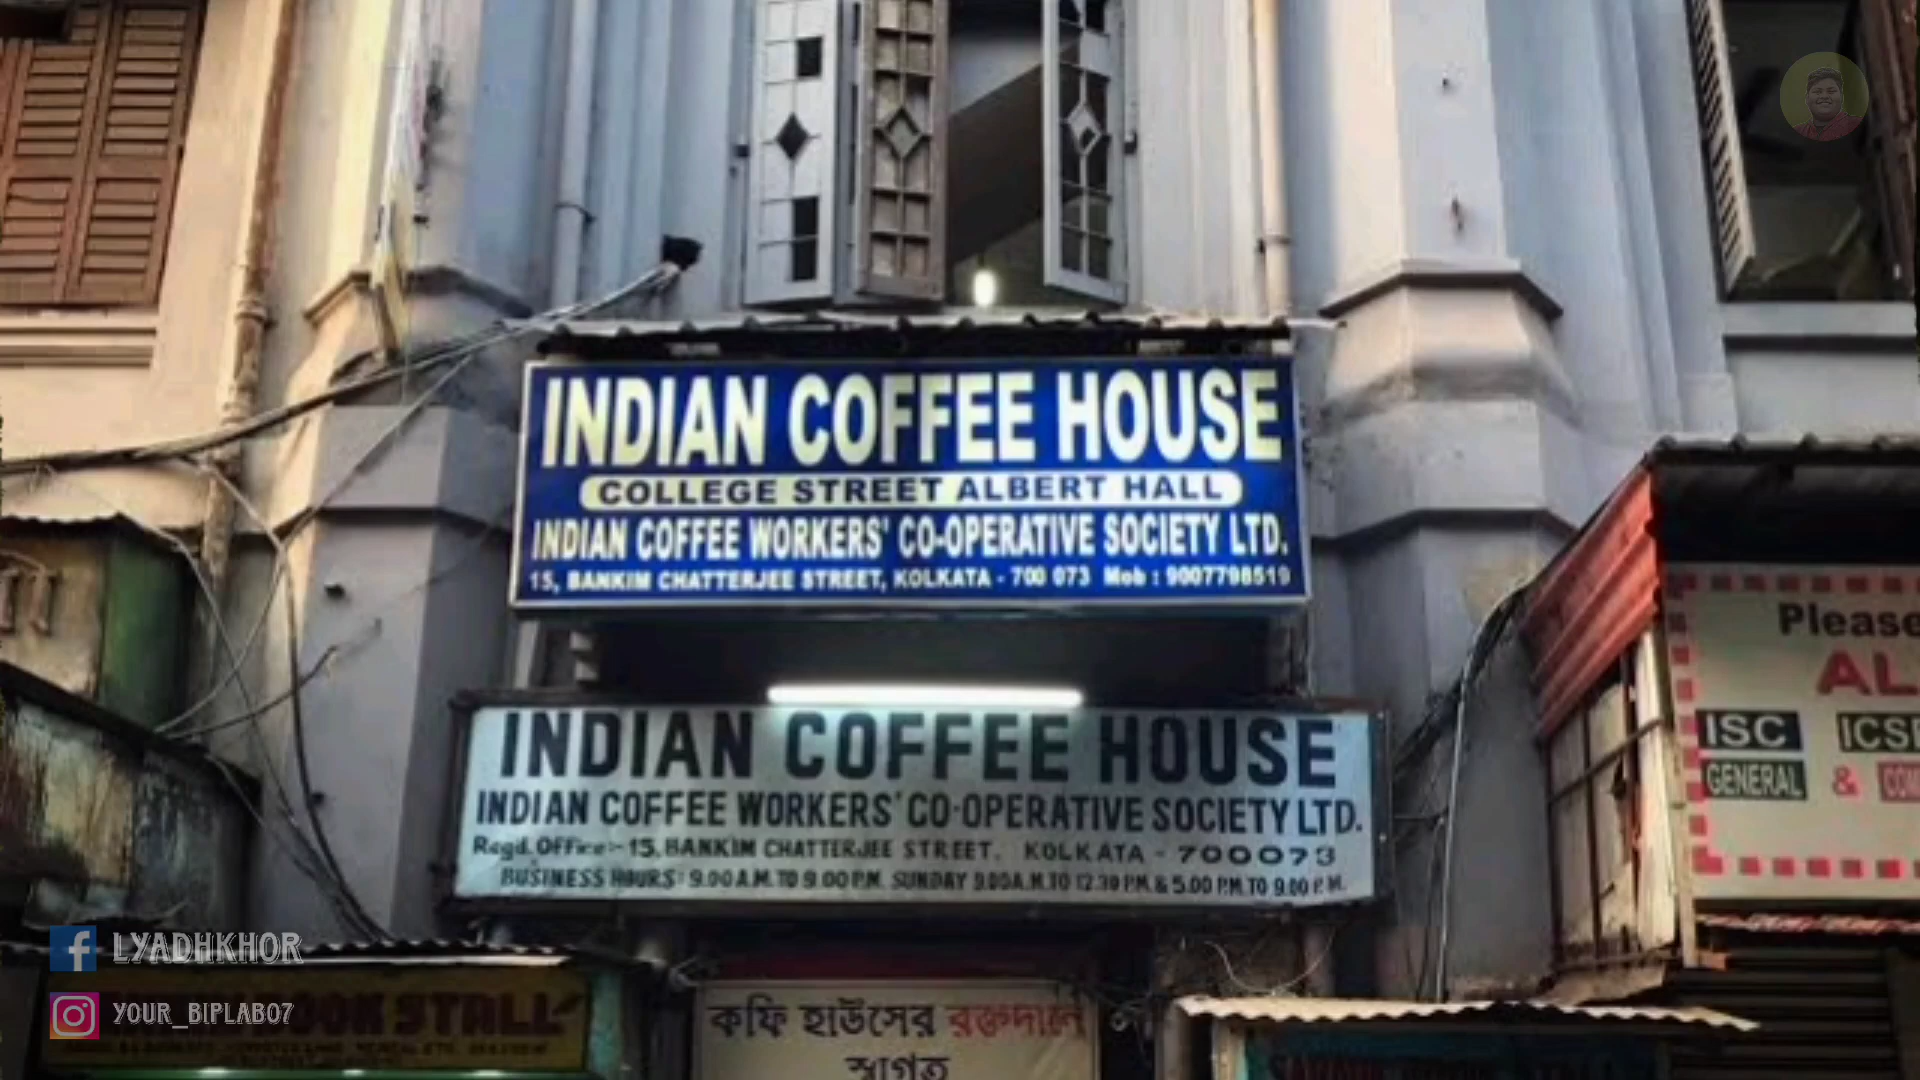 INDIAN COFFEE HOUSE
COLLEGE STREET ALBERT HALL
INDIAN COFFEE WORKERS' CO-OPERATIVE SOCIETY LTD.
15, BANKIM CHATTERJEE STREET, KOLKATA - 700 073 Mob : 9007798519
INDIAN COFFEE HOUSE
INDIAN COFFEE WORKERS' CO-OPERATIVE SOCIETY LTD.
Regd. Office:- 15, BANKIM CHATTERJEE STREET. KOLKATA - 700073
BUSINESS HOURS: 9.00 A.M. TO 9.00 P.M. SUNDAY 9.00 A.M. TO 12.30 P.M. & 5.00 P.M. TO 9.00 P.M.
Please
ISC
GENERAL &
LYADHKHOR
YOUR_BIPLAB07
BOOK STALL
কফি হাউসের রক্তদানে
স্বাগত